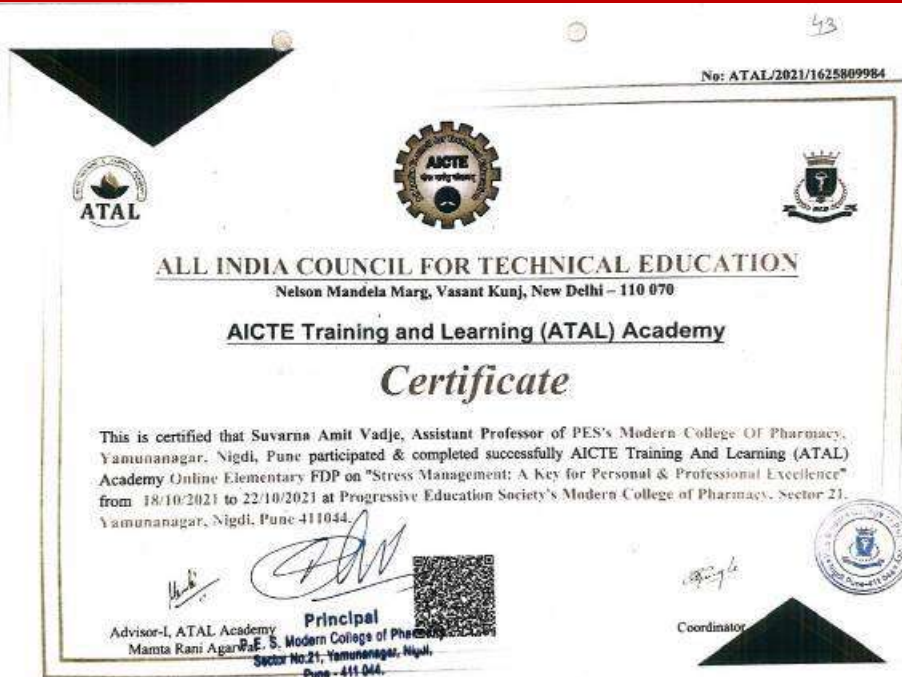 43
No: ATAL/2021/1625809984
ATAL
AICTE
ALL INDIA COUNCIL FOR TECHNICAL EDUCATION
Nelson Mandela Marg, Vasant Kunj, New Delhi – 110 070
AICTE Training and Learning (ATAL) Academy
Certificate
This is certified that Suvarna Amit Vadje, Assistant Professor of PES's Modern College Of Pharmacy,
Yamunanagar, Nigdi, Pune participated & completed successfully AICTE Training And Learning (ATAL)
Academy Online Elementary FDP on "Stress Management: A Key for Personal & Professional Excellence"
from 18/10/2021 to 22/10/2021 at Progressive Education Society's Modern College of Pharmacy, Sector 21,
Yamunanagar, Nigdi, Pune 411044.
Advisor-I, ATAL Academy
Mamta Rani Agarwal
Principal
P. E. S. Modern College of
Sector No.21, Yamunanagar, Nigdi,
Pune - 411 044.
Coordinator